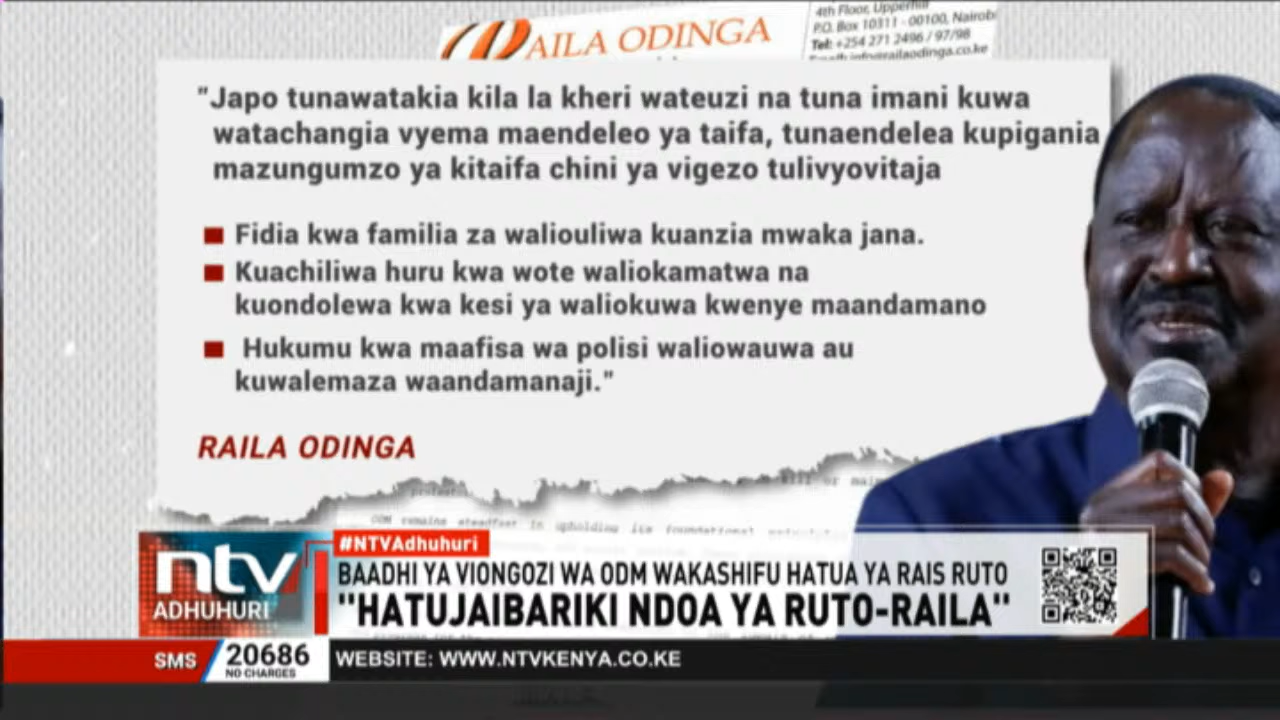 AILA ODINGA
4th Floor, Upperhill
P.O. Box 10311 - 00100, Nairobi
Tel: +254 271 2496 / 97/98
"Japo tunawatakia kila la kheri wateuzi na tuna imani kuwa
watachangia vyema maendeleo ya taifa, tunaendelea kupigania
mazungumzo ya kitaifa chini ya vigezo tulivyovitaja
Fidia kwa familia za waliouliwa kuanzia mwaka jana.
Kuachiliwa huru kwa wote waliokamatwa na
kuondolewa kwa kesi ya waliokuwa kwenye maandamano
Hukumu kwa maafisa wa polisi waliowauwa au
kuwalemaza waandamanaji."
RAILA ODINGA
ODM remains steadfast in upholding its foundational
#NTVAdhuhuri
ntv
ADHUHURI
BAADHI YA VIONGOZI WA ODM WAKASHIFU HATUA YA RAIS RUTO
"HATUJAIBARIKI NDOA YA RUTO-RAILA"
SMS 20686
NO CHARGES
WEBSITE: WWW.NTVKENYA.CO.KE